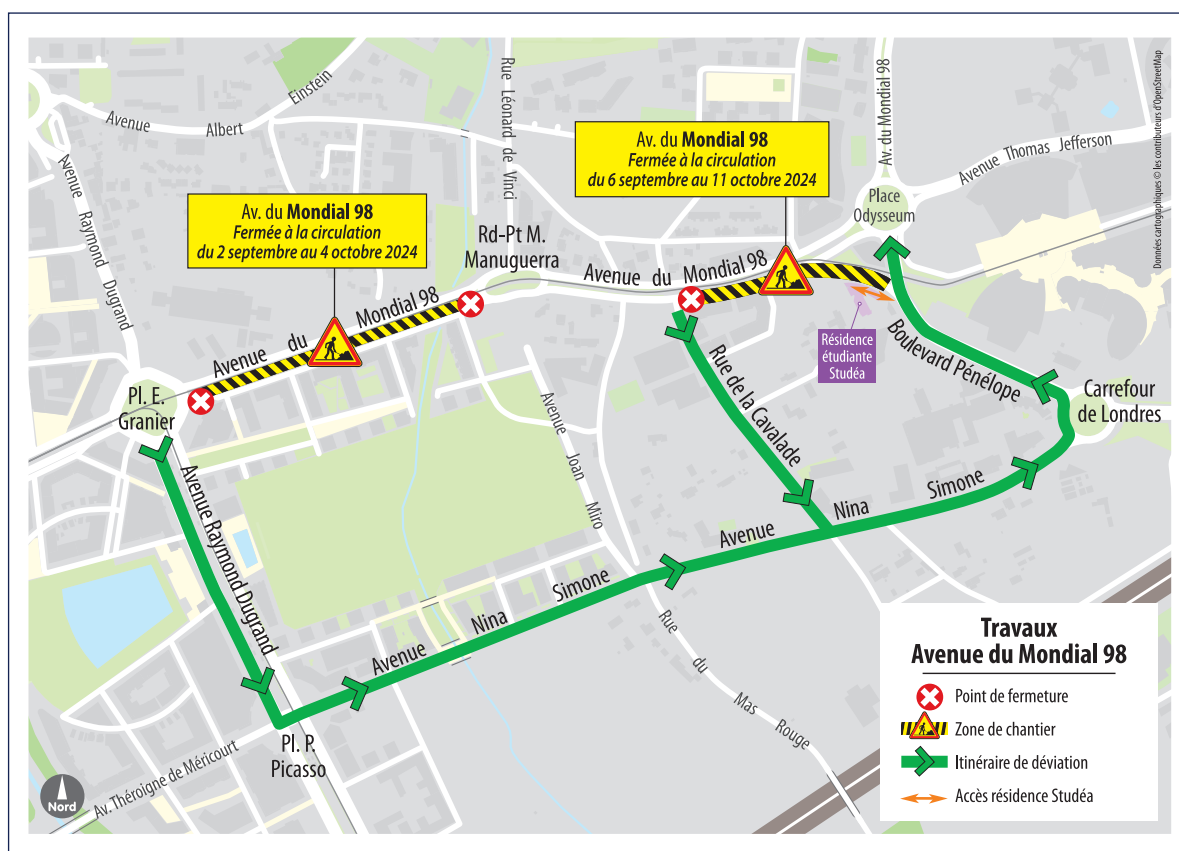 Avenue Albert Einstein
Avenue Raymond Dugrand
Rue Léonard de Vinci
Av. du Mondial 98
Avenue Thomas Jefferson
Données cartographiques © les contributeurs d'OpenStreetMap
Av. du Mondial 98
Fermée à la circulation
du 6 septembre au 11 octobre 2024
Av. du Mondial 98
Fermée à la circulation
du 2 septembre au 4 octobre 2024
Place
Odysseum
Rd-Pt M.
Manuguerra
Avenue du Mondial 98
Avenue du Mondial 98
Résidence
étudiante
Studéa
Boulevard Pénélope
Pl. E.
Granier
Carrefour
de Londres
Rue de la Cavalade
Avenue Joan Miro
Avenue Raymond Dugrand
Avenue Nina Simone
Avenue Nina Simone
Rue du Mas Rouge
Pl. P.
Picasso
Av. Théroigne de Méricourt
Nord
Travaux
Avenue du Mondial 98
Point de fermeture
Zone de chantier
Itinéraire de déviation
Accès résidence Studéa